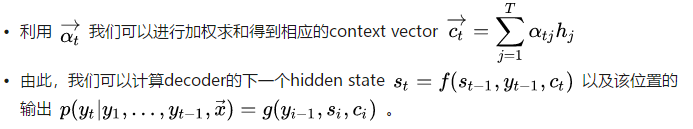 • 利用 $\overrightarrow{\alpha_t}$ 我们可以进行加权求和得到相应的context vector $\overrightarrow{c_t} = \sum_{j=1}^{T} \alpha_{tj} h_j$
• 由此，我们可以计算decoder的下一个hidden state $s_t = f(s_{t-1}, y_{t-1}, c_t)$ 以及该位置的
输出 $p(y_t|y_1, \ldots, y_{t-1}, \vec{x}) = g(y_{i-1}, s_i, c_i)$ 。